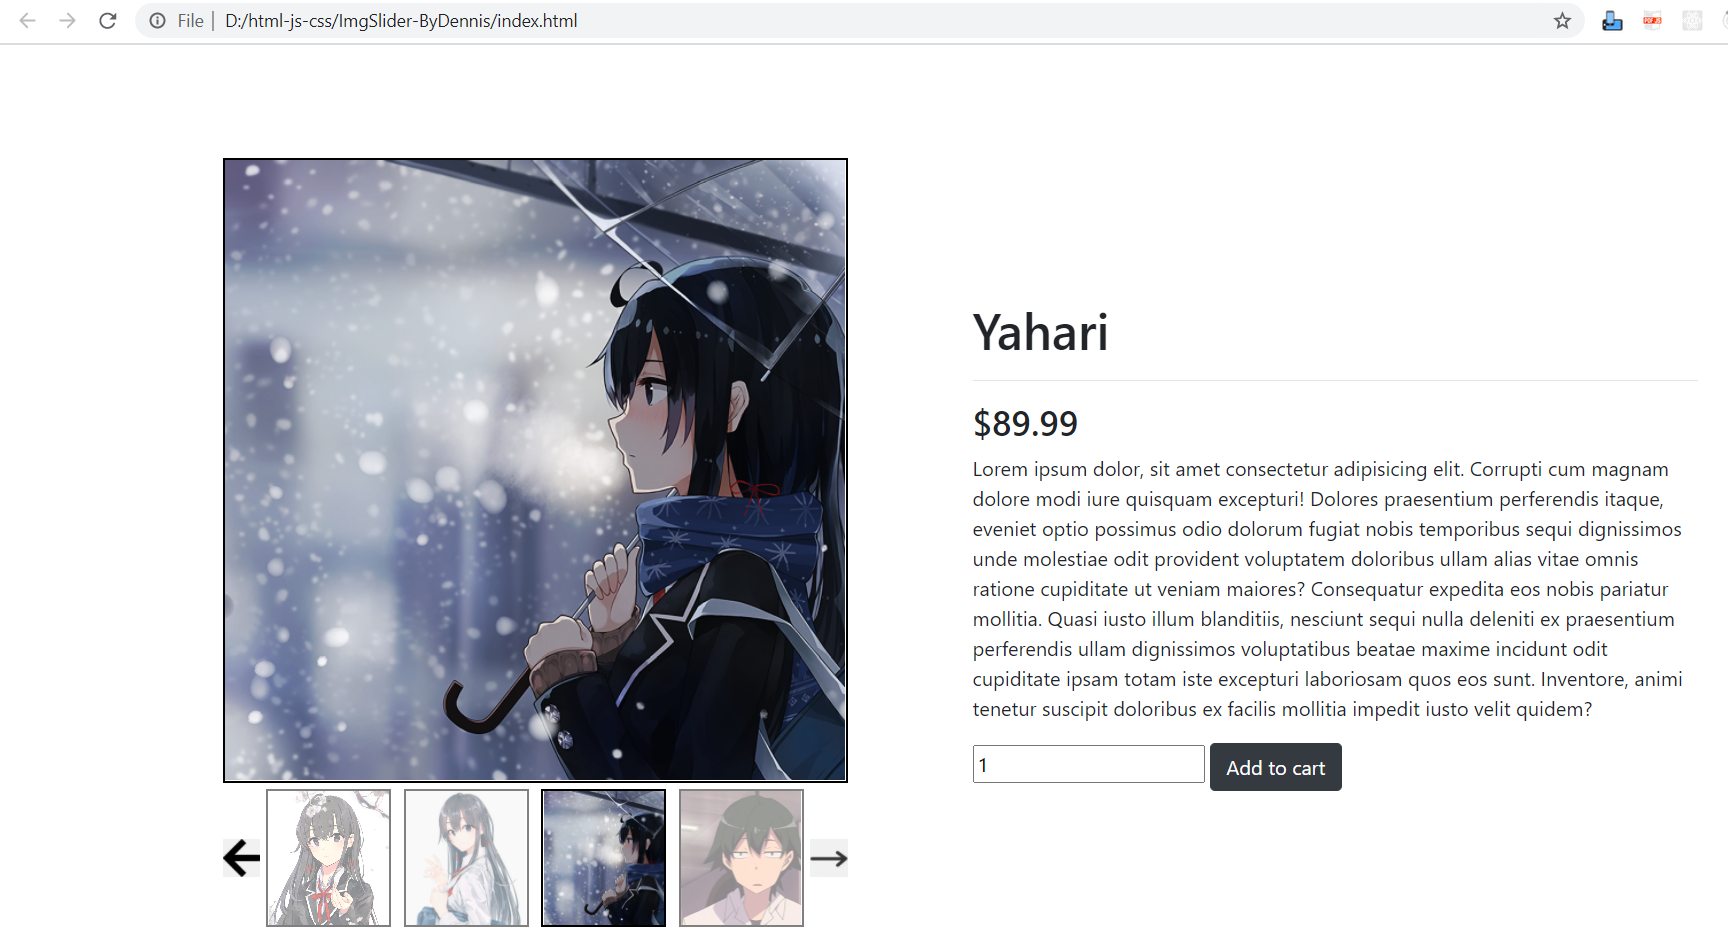 File | D:/html-js-css/ImgSlider-ByDennis/index.html
PDF JS
Yahari
$89.99
Lorem ipsum dolor, sit amet consectetur adipisicing elit. Corrupti cum magnam
dolore modi iure quisquam excepturi! Dolores praesentium perferendis itaque,
eveniet optio possimus odio dolorum fugiat nobis temporibus sequi dignissimos
unde molestiae odit provident voluptatem doloribus ullam alias vitae omnis
ratione cupiditate ut veniam maiores? Consequatur expedita eos nobis pariatur
mollitia. Quasi iusto illum blanditiis, nesciunt sequi nulla deleniti ex praesentium
perferendis ullam dignissimos voluptatibus beatae maxime incidunt odit
cupiditate ipsam totam iste excepturi laboriosam quos eos sunt. Inventore, animi
tenetur suscipit doloribus ex facilis mollitia impedit iusto velit quidem?
1
Add to cart